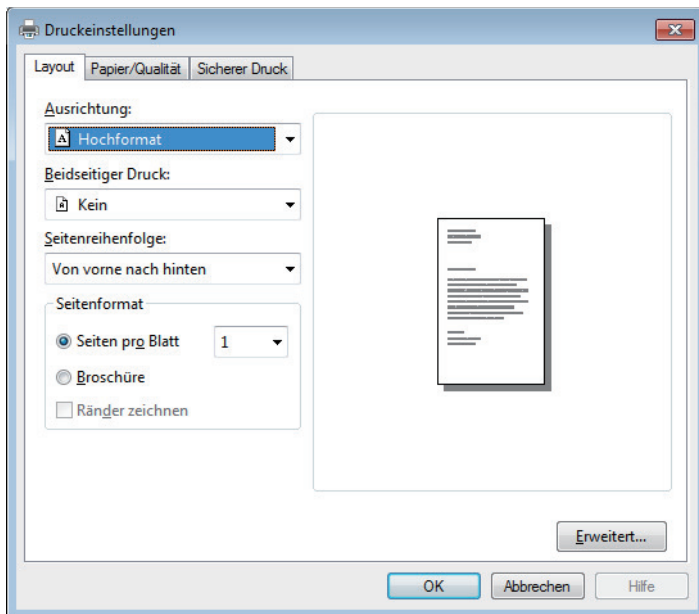 Druckeinstellungen
Layout
Papier/Qualität
Sicherer Druck
Ausrichtung:
Hochformat
Beidseitiger Druck:
Kein
Seitenreihenfolge:
Von vorne nach hinten
Seitenformat
Seiten pro Blatt
1
Broschüre
Ränder zeichnen
Erweitert...
OK
Abbrechen
Hilfe